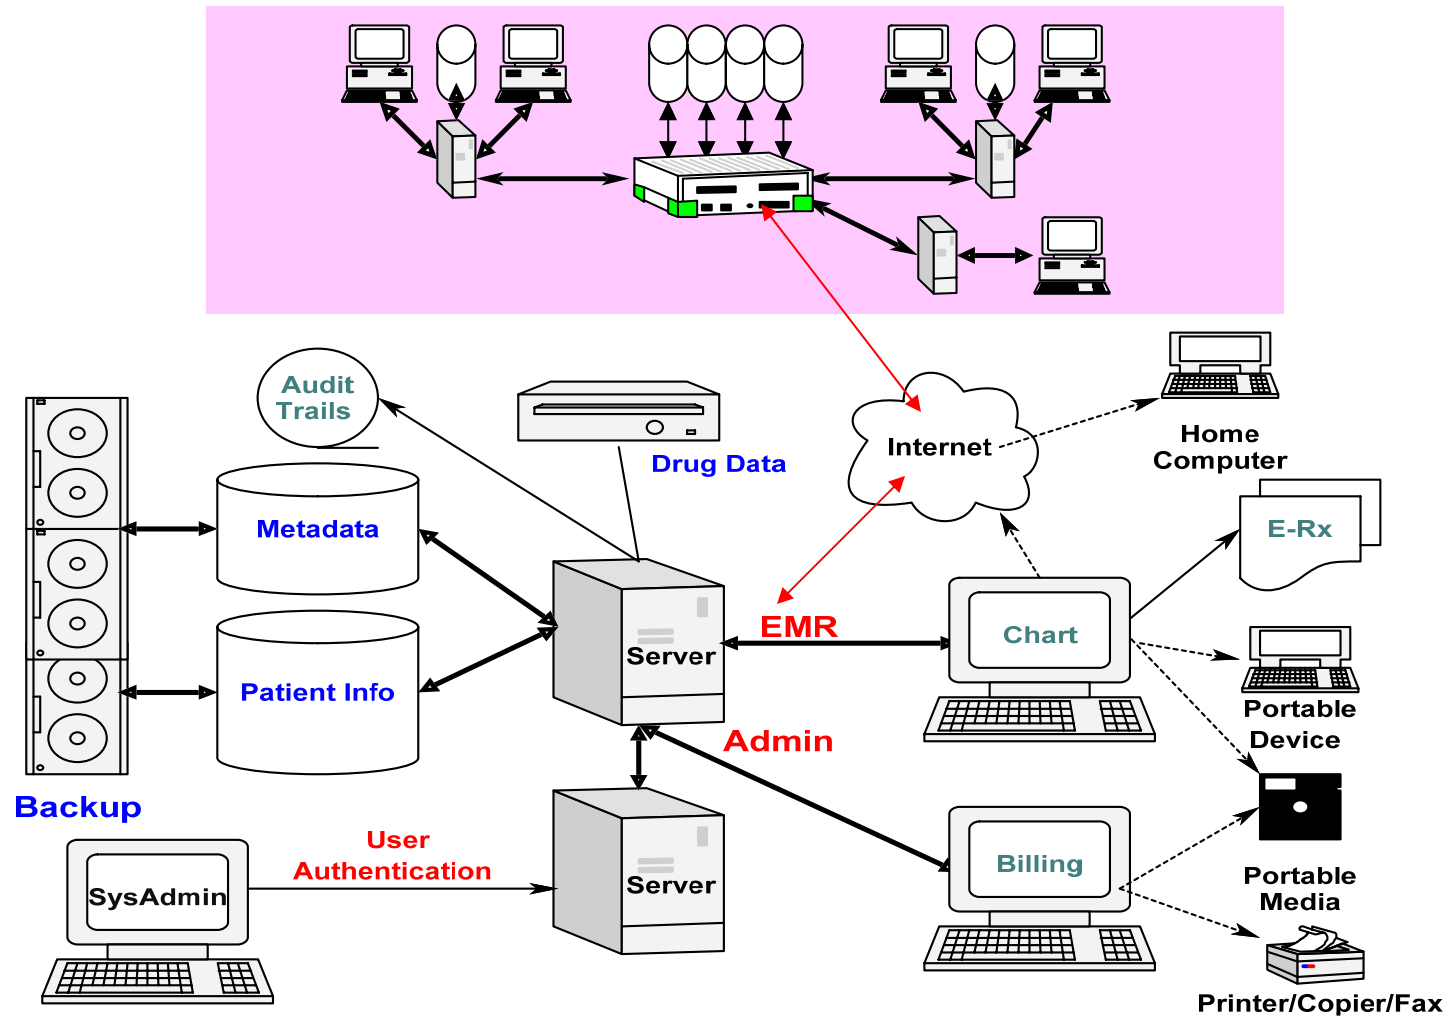 Audit
Trails
Drug Data
Internet
Home
Computer
Metadata
E-Rx
EMR
Chart
Server
Patient Info
Portable
Device
Admin
Backup
User
Authentication
SysAdmin
Server
Billing
Portable
Media
Printer/Copier/Fax